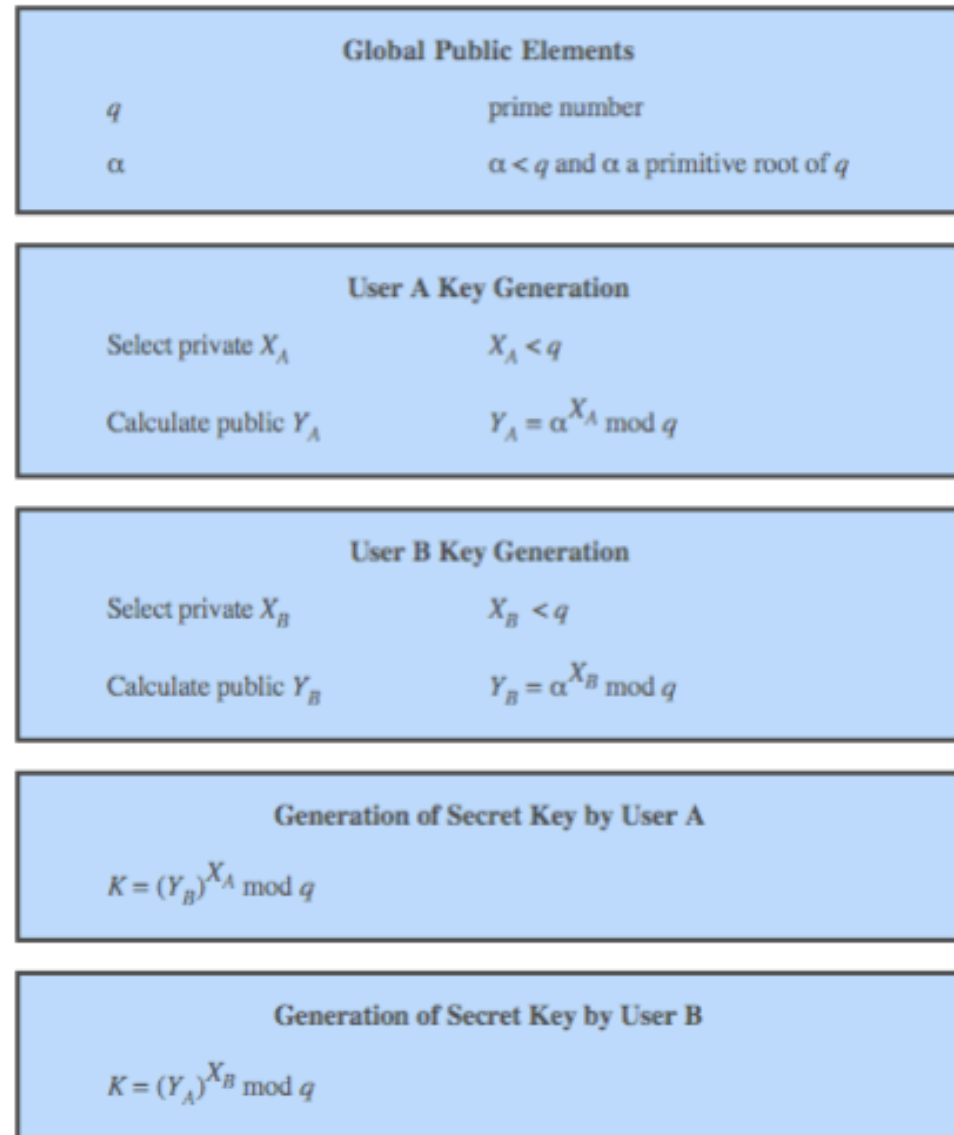 Global Public Elements
q prime number
α α < q and α a primitive root of q
User A Key Generation
Select private X_A X_A < q
Calculate public Y_A Y_A = α^X_A mod q
User B Key Generation
Select private X_B X_B < q
Calculate public Y_B Y_B = α^X_B mod q
Generation of Secret Key by User A
K = (Y_B)^X_A mod q
Generation of Secret Key by User B
K = (Y_A)^X_B mod q